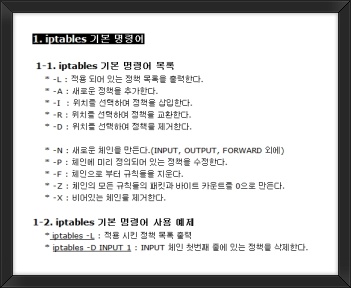 1. iptables 기본 명령어
1-1. iptables 기본 명령어 목록
* -L : 적용 되어 있는 정책 목록을 출력한다.
* -A : 새로운 정책을 추가한다.
* -I : 위치를 선택하여 정책을 삽입한다.
* -R : 위치를 선택하여 정책을 교환한다.
* -D : 위치를 선택하여 정책을 제거한다.
* -N : 새로운 체인을 만든다.(INPUT, OUTPUT, FORWARD 외에)
* -P : 체인에 미리 정의되어 있는 정책을 수정한다.
* -F : 체인으로 부터 규칙들을 지운다.
* -Z : 체인의 모든 규칙들의 패킷과 바이트 카운트를 0으로 만든다.
* -X : 비어있는 체인을 제거한다.
1-2. iptables 기본 명령어 사용 예제
* iptables -L : 적용 시킨 정책 목록 출력
* iptables -D INPUT 1 : INPUT 체인 첫번째 줄에 있는 정책을 삭제한다.